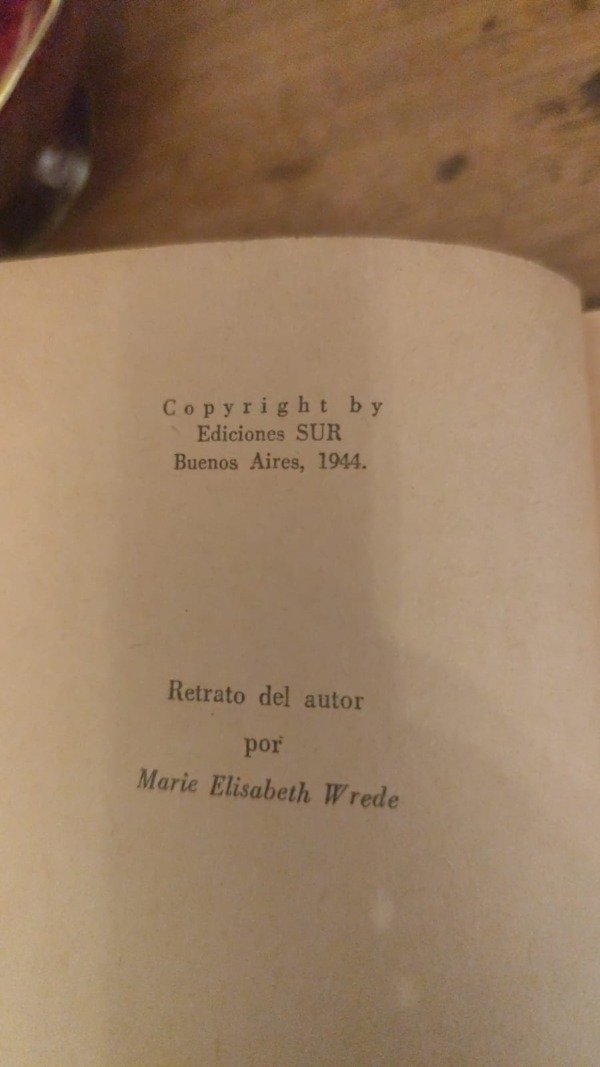 Copyright by
Ediciones SUR
Buenos Aires, 1944.
Retrato del autor
por
Marie Elisabeth Wrede